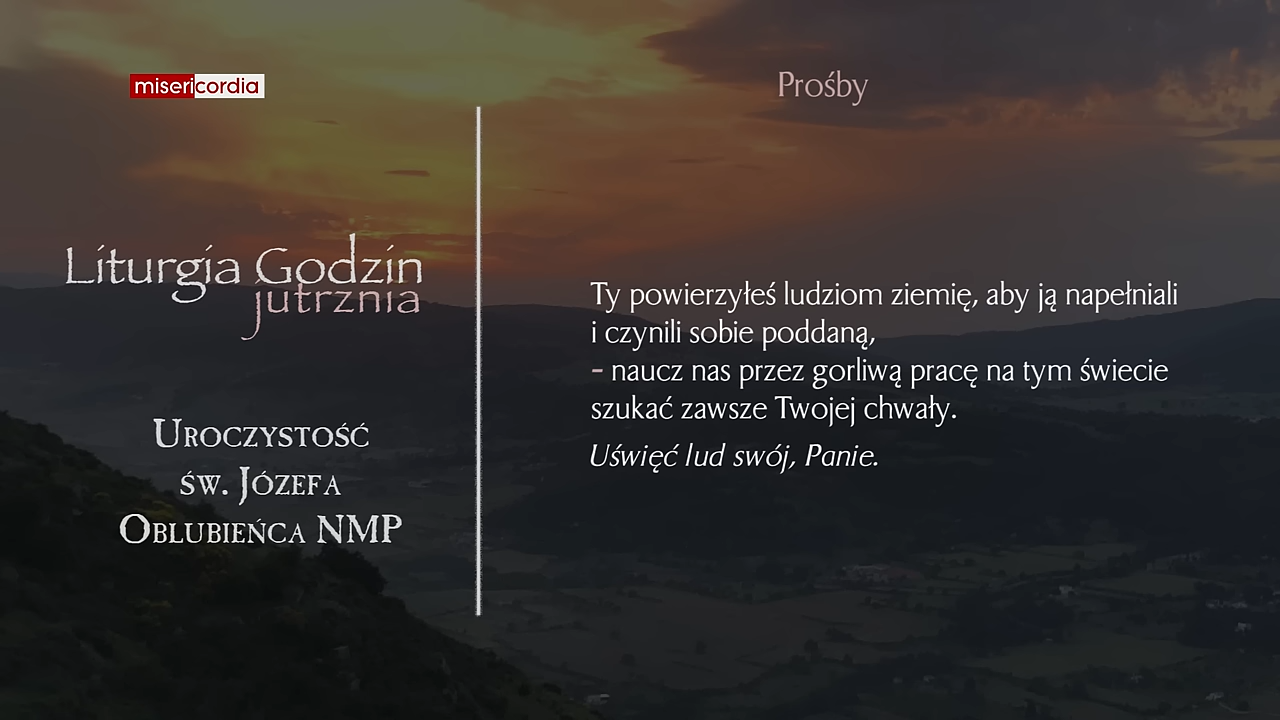 misericordia
Liturgia Godzin
jutrznia
Uroczystość
św. Józefa
Oblubieńca NMP
Prośby
Ty powierzyłeś ludziom ziemię, aby ją napełniali
i czynili sobie poddaną,
- naucz nas przez gorliwą pracę na tym świecie
szukać zawsze Twojej chwały.
Uświęć lud swój, Panie.